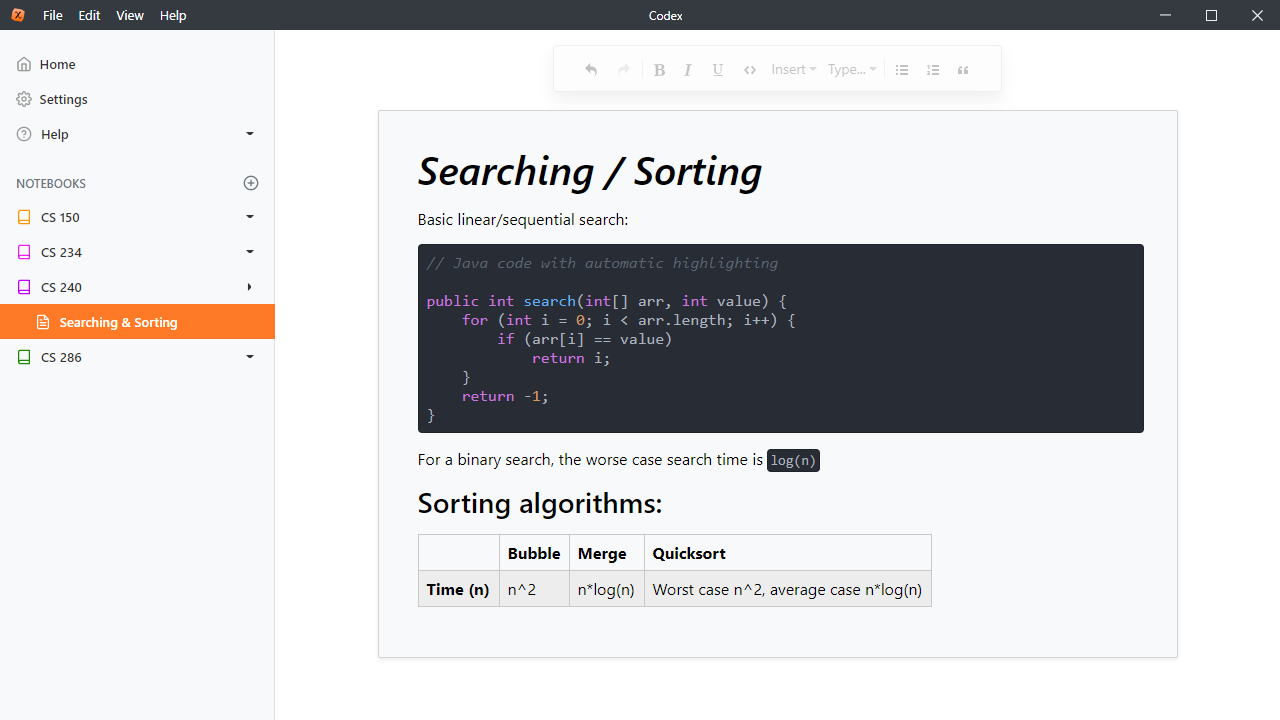 File Edit View Help
Codex
Home
Settings
Help
NOTEBOOKS
CS 150
CS 234
CS 240
Searching & Sorting
CS 286
B I U <> Insert Type...
Searching / Sorting
Basic linear/sequential search:
// Java code with automatic highlighting
public int search(int[] arr, int value) {
    for (int i = 0; i < arr.length; i++) {
        if (arr[i] == value)
            return i;
    }
    return -1;
}
For a binary search, the worse case search time is log(n)
Sorting algorithms:
Bubble Merge Quicksort
Time (n) n^2 n*log(n) Worst case n^2, average case n*log(n)